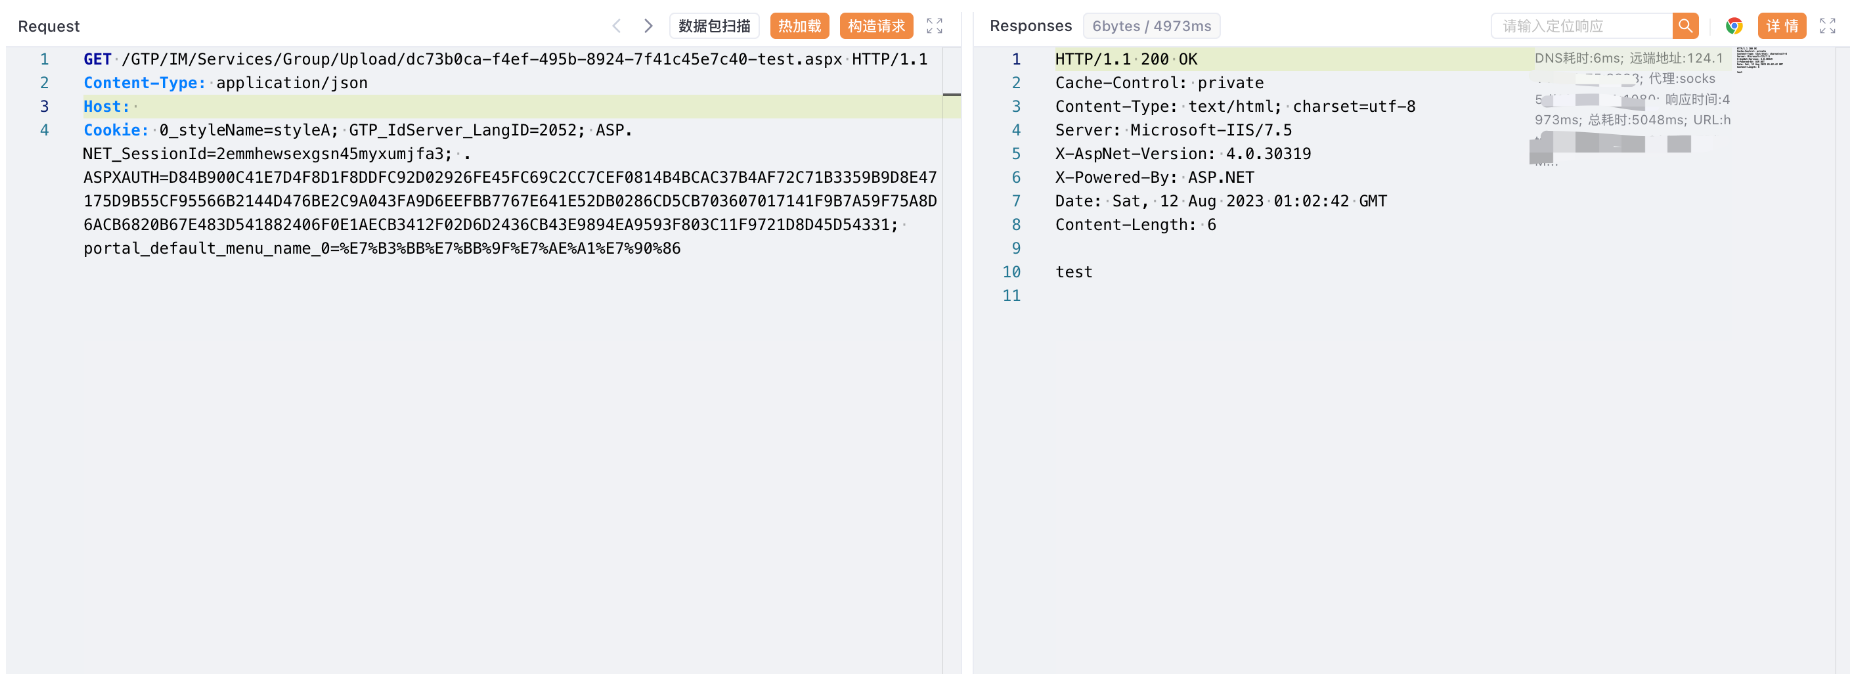 Request
数据包扫描
热加载
构造请求
1 GET /GTP/IM/Services/Group/Upload/dc73b0ca-f4ef-495b-8924-7f41c45e7c40-test.aspx HTTP/1.1
2 Content-Type: application/json
3 Host:
4 Cookie: 0_styleName=styleA; GTP_IdServer_LangID=2052; ASP.
NET_SessionId=2emmhewsexgsn45myxumjfa3; .
ASPXAUTH=D84B900C41E7D4F8D1F8DDFC92D02926FE45FC69C2CC7CEF0814B4BCAC37B4AF72C71B3359B9D8E47
175D9B55CF95566B2144D476BE2C9A043FA9D6EEFBB7767E641E52DB0286CD5CB703607017141F9B7A59F75A8D
6ACB6820B67E483D541882406F0E1AECB3412F02D6D2436CB43E9894EA9593F803C11F9721D8D45D54331;
portal_default_menu_name_0=%E7%B3%BB%E7%BB%9F%E7%AE%A1%E7%90%86
Responses
6bytes / 4973ms
请输入定位响应
详 情
1 HTTP/1.1 200 OK
2 Cache-Control: private
3 Content-Type: text/html; charset=utf-8
4 Server: Microsoft-IIS/7.5
5 X-AspNet-Version: 4.0.30319
6 X-Powered-By: ASP.NET
7 Date: Sat, 12 Aug 2023 01:02:42 GMT
8 Content-Length: 6
9
10 test
11
DNS耗时:6ms; 远端地址:124.1
代理:socks
响应时间:4
973ms; 总耗时:5048ms; URL:h